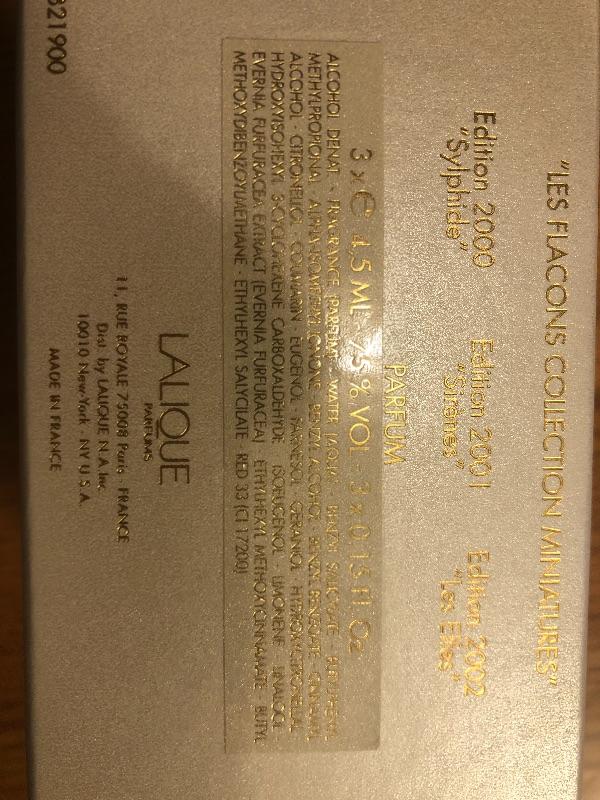 "LES FLACONS COLLECTION MINIATURES"
Edition 2000 Edition 2001 Edition 2002
"Sylphide" "Sirènes" "Les Elfes"
PARFUM
3 x e 4,5 ML - 75 % VOL - 3 x 0.15 Fl. Oz
ALCOHOL DENAT. - FRAGRANCE (PARFUM) - WATER (AQUA) - BENZYL SALICYLATE - BUTYLPHENYL
METHYLPROPIONAL - ALPHA-ISOMETHYL IONONE - BENZYL ALCOHOL - BENZYL BENZOATE - CINNAMYL
ALCOHOL - CITRONELLOL - COUMARIN - EUGENOL - FARNESOL - GERANIOL - HYDROXYCITRONELLAL
HYDROXYISOHEXYL 3-CYCLOHEXENE CARBOXALDEHYDE - ISOEUGENOL - LIMONENE - LINALOOL -
EVERNIA FURFURACEA EXTRACT (EVERNIA FURFURACEA) - ETHYLHEXYL METHOXYCINNAMATE - BUTYL
METHOXYDIBENZOYLMETHANE - ETHYLHEXYL SALICYLATE - RED 33 (CI 17200)
LALIQUE
PARFUMS
11, RUE ROYALE 75008 Paris - FRANCE
Dist. by LALIQUE N.A.Inc.
10010 New-York - NY U.S.A.
MADE IN FRANCE
321900